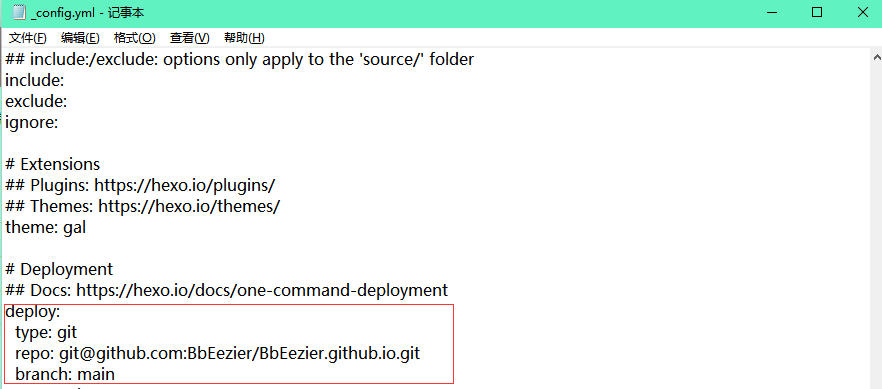 _config.yml - 记事本
文件(F) 编辑(E) 格式(O) 查看(V) 帮助(H)
## include:/exclude: options only apply to the 'source/' folder
include:
exclude:
ignore:
# Extensions
## Plugins: https://hexo.io/plugins/
## Themes: https://hexo.io/themes/
theme: gal
# Deployment
## Docs: https://hexo.io/docs/one-command-deployment
deploy:
  type: git
  repo: git@github.com:BbEezier/BbEezier.github.io.git
  branch: main